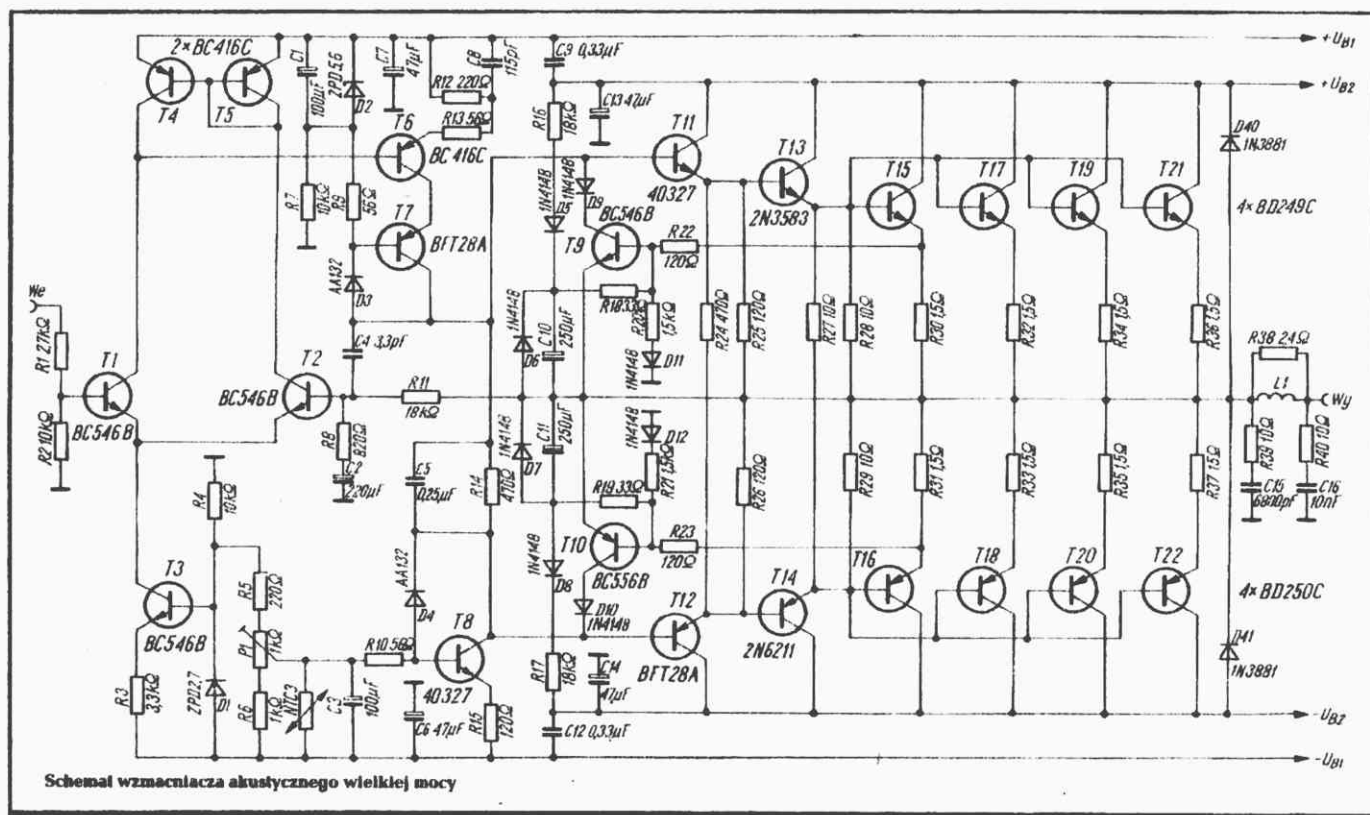 2×BC416C
T4
T5
C1
100µF
2PD5,6
D2
C7
47µF
R12 220Ω
C8
115pF
R13 56Ω
T6
BC 416C
R7
10kΩ
R9
56Ω
T7
BFT28A
AA132
D3
C4 3,3pF
We
R1 27kΩ
R2 10kΩ
T1
BC546B
T2
BC546B
R11
18kΩ
R8
820Ω
C2
220µF
R4
10kΩ
T3
BC546B
R3
3,3kΩ
2PD2,7
D1
R5
220Ω
P1
1kΩ
R6
1kΩ
C3
100µF
R10 56Ω
C5
0,25µF
AA132
D4
R14
470Ω
T8
40327
C6 47µF
R15
120Ω
C9 0,33µF
R16
18kΩ
C13 47µF
1N4148
D5
1N4148
D9
BC546B
T9
R22
120Ω
R18 33Ω
1,5kΩ
1N4148
D11
1N4148
D6
C10
250µF
1N4148
D7
C11
250µF
1N4148
D12
R21 1,5kΩ
R19 33Ω
R23
120Ω
T10
BC556B
1N4148
D8
D10
1N4148
R17
18kΩ
C14
47µF
C12 0,33µF
T11
40327
T13
2N3583
T15
T17
T19
T21
4×BD249C
R24 470Ω
R25 120Ω
R27 10Ω
R28 10Ω
R30 1,5Ω
R32 1,5Ω
R34 1,5Ω
R36 1,5Ω
R26 120Ω
R29 10Ω
R31 1,5Ω
R33 1,5Ω
R35 1,5Ω
R37 1,5Ω
T12
BFT28A
T14
2N6211
T16
T18
T20
T22
4×BD250C
+UB1
+UB2
D40
1N3881
R38 2,4Ω
L1
Wy
R39 10Ω
R40 10Ω
C15
6800pF
C16
10nF
D41
1N3881
-UB2
-UB1
Schemat wzmacniacza akustycznego wielkiej mocy